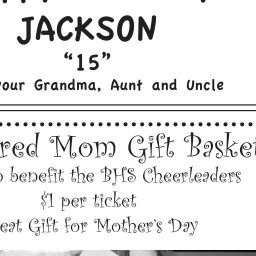 JACKSON
“15”
our Grandma, Aunt and Uncle
red Mom Gift Basket
benefit the BHS Cheerleaders
$1 per ticket
eat Gift for Mother's Day